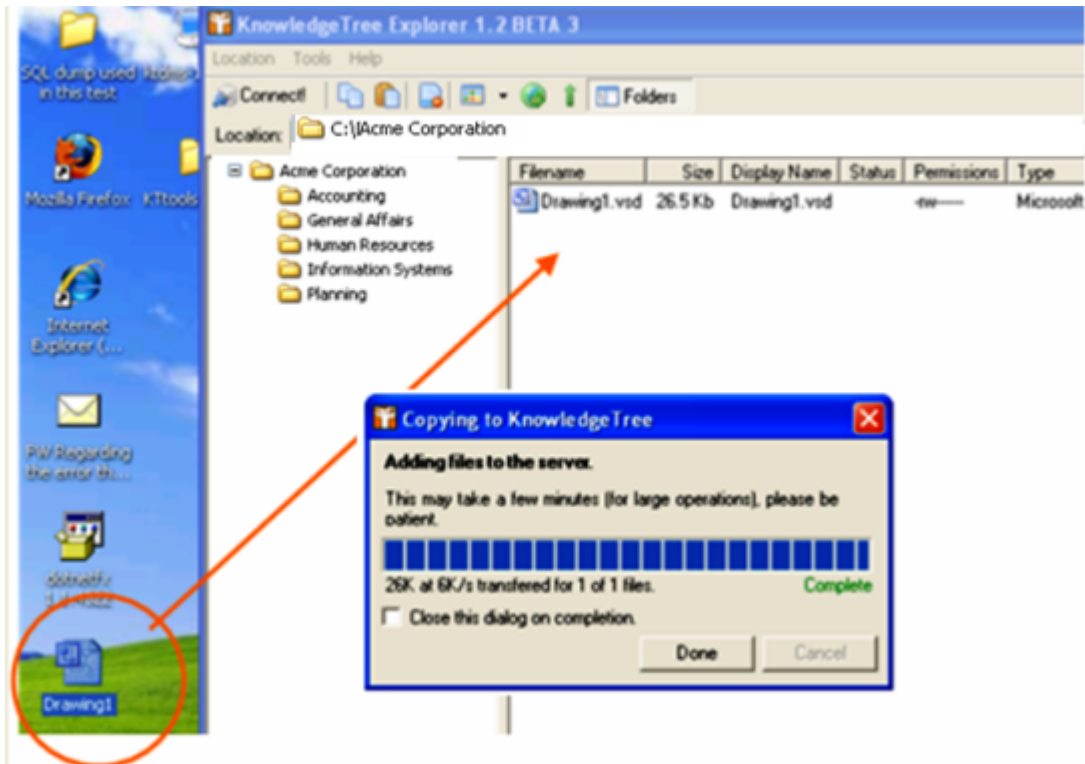 KnowledgeTree Explorer 1.2 BETA 3
Location Tools Help
Connect! Folders
Location: C:\IAcme Corporation
Acme Corporation
Accounting
General Affairs
Human Resources
Information Systems
Planning
Filename Size Display Name Status Permissions Type
Drawing1.vsd 26.5 Kb Drawing1.vsd -rw----- Microsoft
SQL dump used
in this test
Mozilla Firefox KTtools
Internet
Explorer (...
FW Regarding
the error th...
dotnetfx
Drawing1
Copying to KnowledgeTree
Adding files to the server.
This may take a few minutes (for large operations), please be
patient.
26K at 6K/s transfered for 1 of 1 files.
Complete
Close this dialog on completion.
Done Cancel